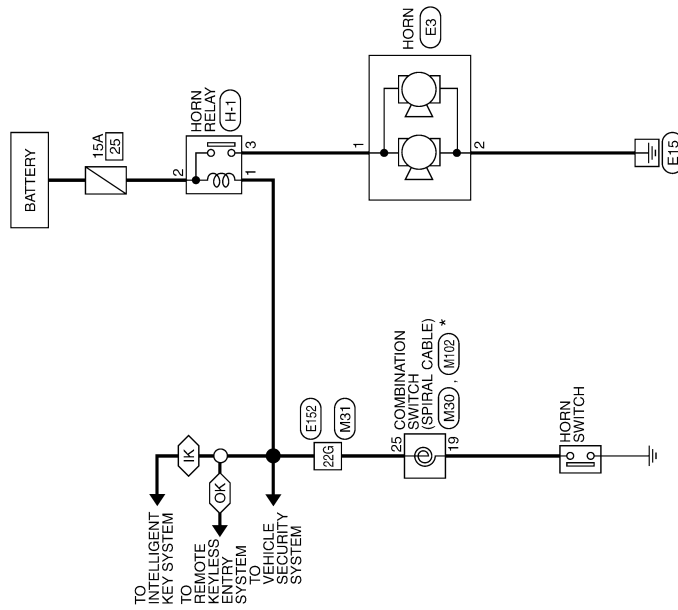 BATTERY
15A
25
2
HORN
RELAY
H-1
3
1
1
HORN
E3
2
E15
IK
OK
TO
INTELLIGENT
KEY SYSTEM
TO
REMOTE
KEYLESS
ENTRY
SYSTEM
TO
VEHICLE
SECURITY
SYSTEM
22G
E152
M31
25
COMBINATION
SWITCH
(SPIRAL CABLE)
M30 , M102 *
19
HORN
SWITCH